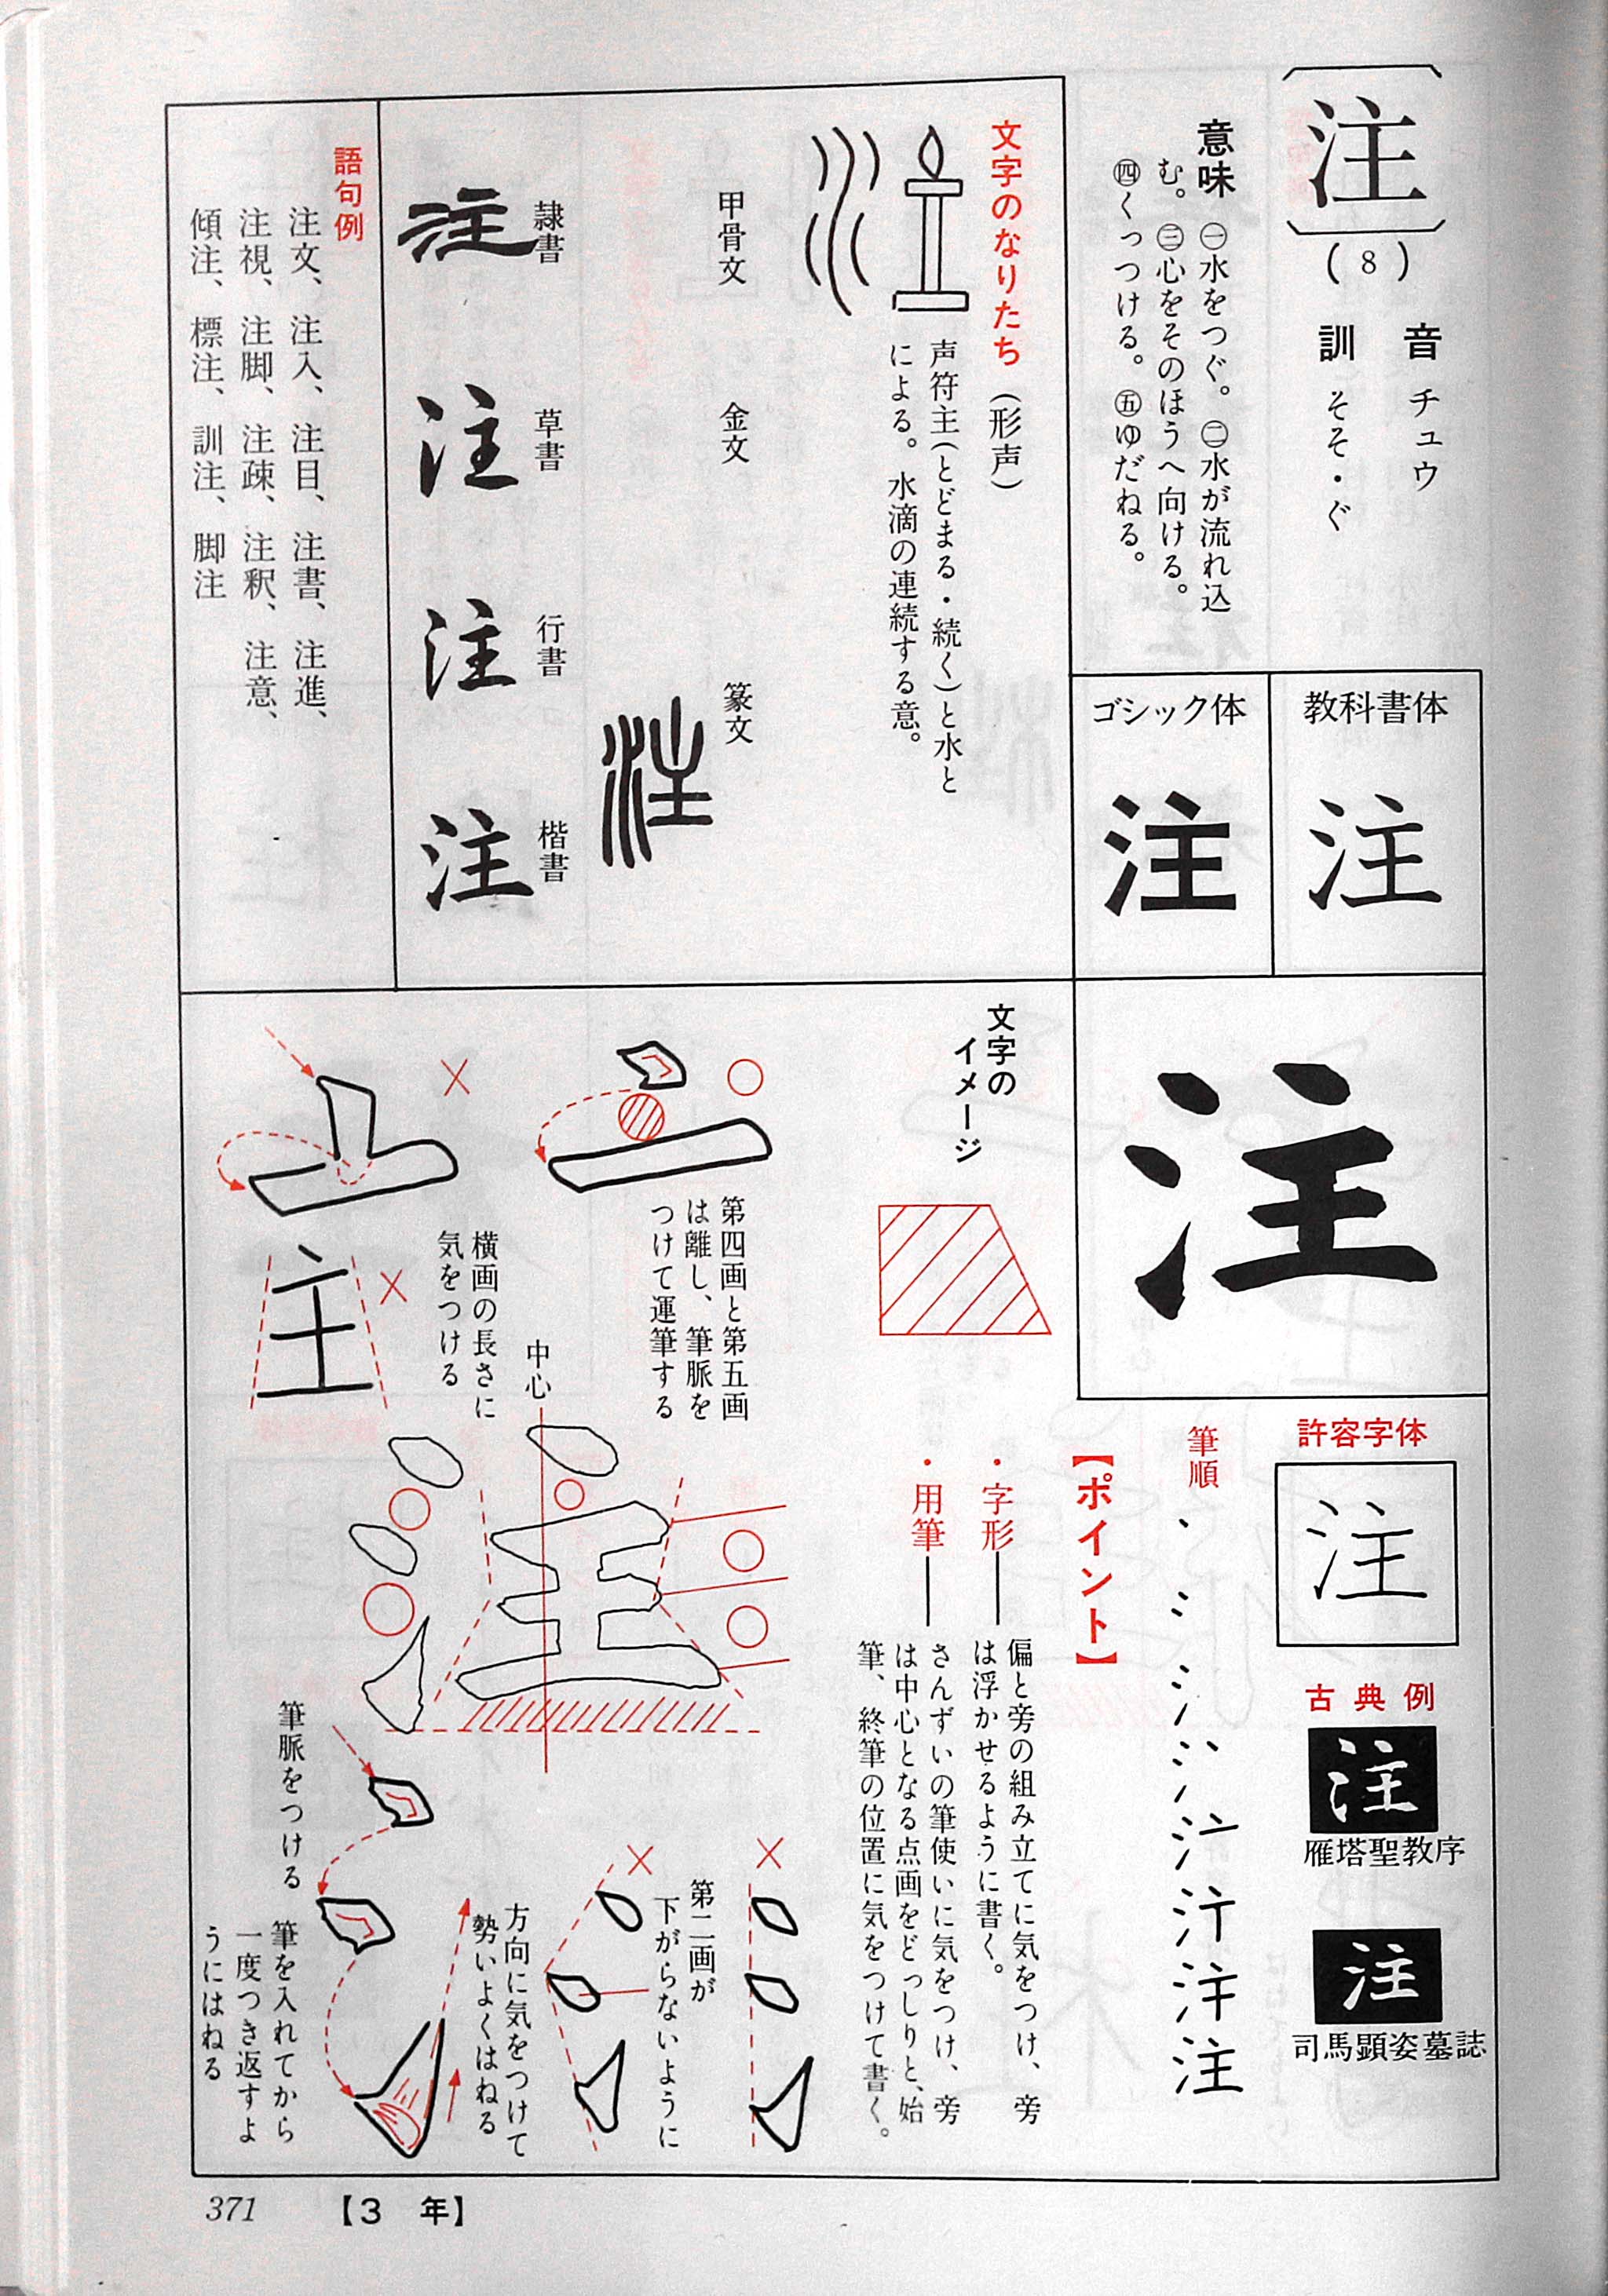 注
(8)
音 チュウ
訓 そそ・ぐ
意味 ㊀水をつぐ。㊁水が流れ込
む。㊂心をそのほうへ向ける。
㊃くっつける。㊄ゆだねる。
教科書体
注
ゴシック体
注
文字のなりたち（形声）
声符主（とどまる・続く）と水と
による。水滴の連続する意。
甲骨文
金文
篆文
注
隷書
注
草書
注
行書
注
楷書
注
語句例
注文、注入、注目、注書、注進、
注視、注脚、注疎、注釈、注意、
傾注、標注、訓注、脚注
注
許容字体
注
古典例
注
雁塔聖教序
注
司馬顕姿墓誌
筆順
注
【ポイント】
・字形━━偏と旁の組み立てに気をつけ、旁
は浮かせるように書く。
・用筆━━さんずいの筆使いに気をつけ、旁
は中心となる点画をどっしりと、始
筆、終筆の位置に気をつけて書く。
文字の
イメージ
○
第四画と第五画
は離し、筆脈を
つけて運筆する
×
横画の長さに
気をつける
×
主
中心
×
×
第二画が
下がらないように
方向に気をつけて
勢いよくはねる
筆脈をつける
筆を入れてから
一度つき返すよ
うにはねる
371
【3 年】